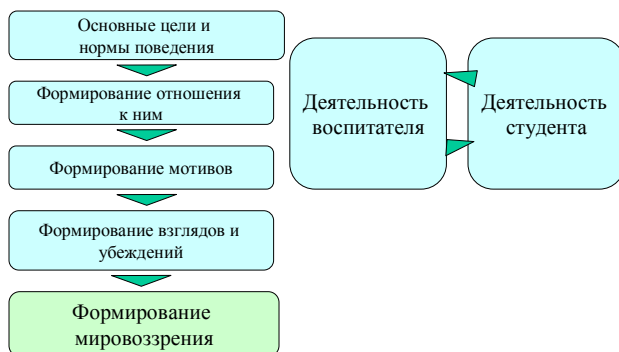 Основные цели и
нормы поведения
Формирование отношения
к ним
Формирование мотивов
Формирование взглядов и
убеждений
Формирование
мировоззрения
Деятельность
воспитателя
Деятельность
студента